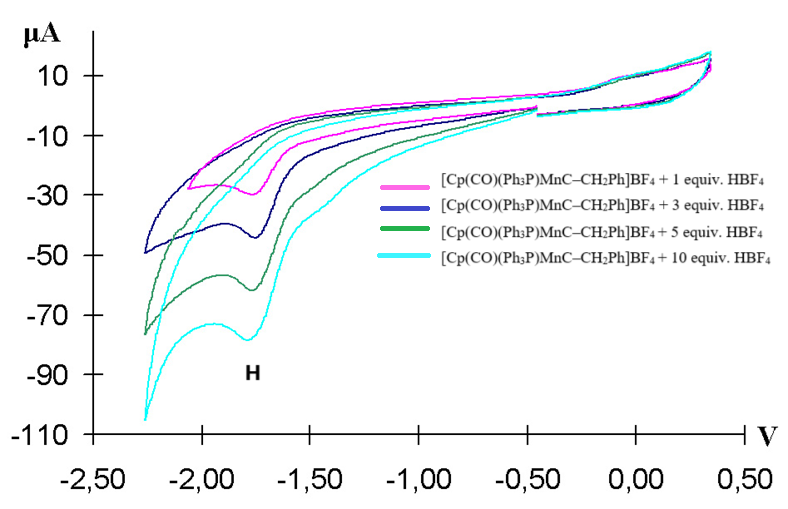 µA
10
-10
-30
-50
-70
-90
-110
[Cp(CO)(Ph₃P)MnC–CH₂Ph]BF₄ + 1 equiv. HBF₄
[Cp(CO)(Ph₃P)MnC–CH₂Ph]BF₄ + 3 equiv. HBF₄
[Cp(CO)(Ph₃P)MnC–CH₂Ph]BF₄ + 5 equiv. HBF₄
[Cp(CO)(Ph₃P)MnC–CH₂Ph]BF₄ + 10 equiv. HBF₄
H
V
-2,50 -2,00 -1,50 -1,00 -0,50 0,00 0,50